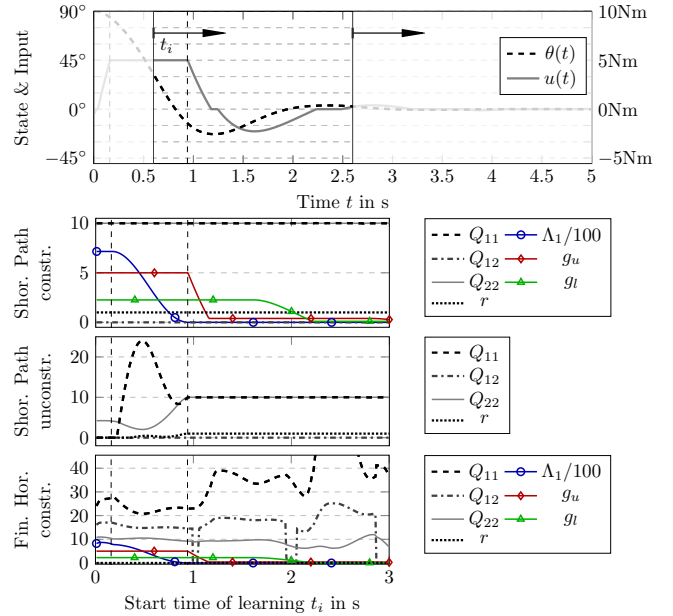 State & Input
90°
45°
0°
−45°
10Nm
5Nm
0Nm
−5Nm
t_i
θ(t)
u(t)
0 0.5 1 1.5 2 2.5 3 3.5 4 4.5 5
Time t in s
Shor. Path
constr.
10
5
0
Q_11 Λ_1/100
Q_12 g_u
Q_22 g_l
r
Shor. Path
unconstr.
20
10
0
Q_11
Q_12
Q_22
r
Fin. Hor.
constr.
40
30
20
10
0
Q_11 Λ_1/100
Q_12 g_u
Q_22 g_l
r
0 1 2 3
Start time of learning t_i in s